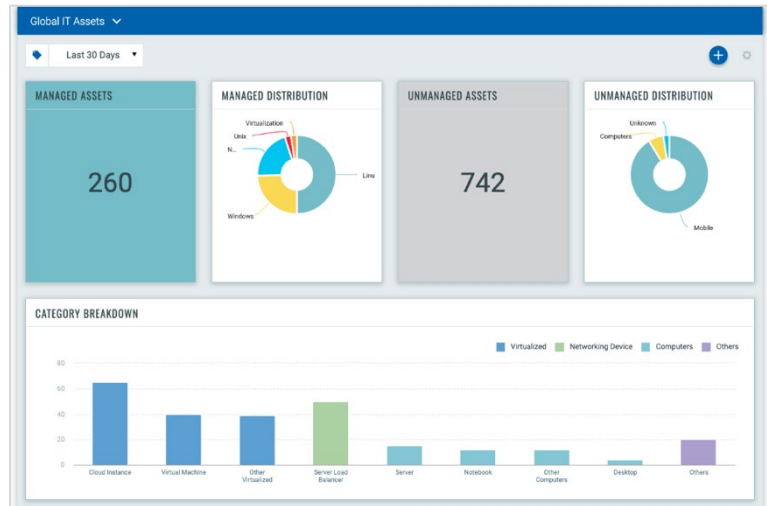 Global IT Assets
Last 30 Days
MANAGED ASSETS
260
MANAGED DISTRIBUTION
Virtualization
Unix
N...
Linu
Windows
UNMANAGED ASSETS
742
UNMANAGED DISTRIBUTION
Unknown
Computers
Mobile
CATEGORY BREAKDOWN
Virtualized
Networking Device
Computers
Others
80
60
40
20
0
Cloud Instance
Virtual Machine
Other
Virtualized
Server Load
Balancer
Server
Notebook
Other
Computers
Desktop
Others